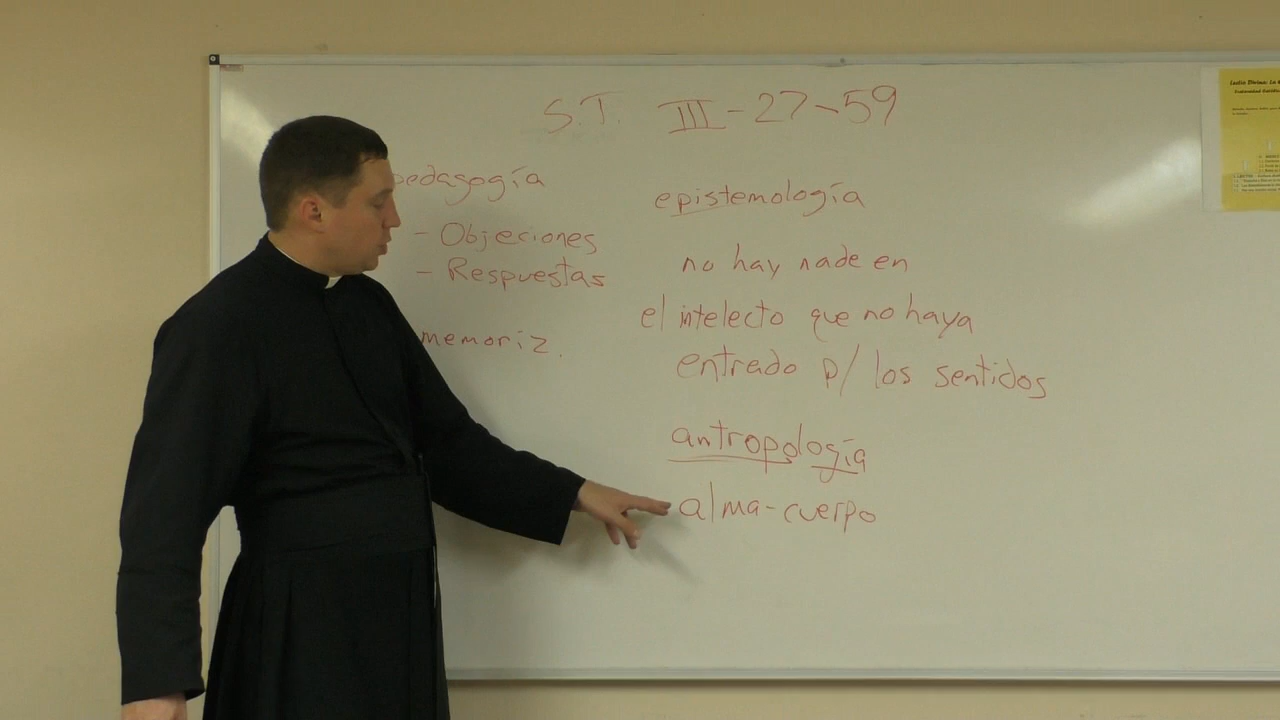 S.T. III-27-59
pedagogía
- Objeciones
- Respuestas
memoriz.
epistemología
no hay nade en
el intelecto que no haya
entrado p/ los sentidos
antropología
alma-cuerpo